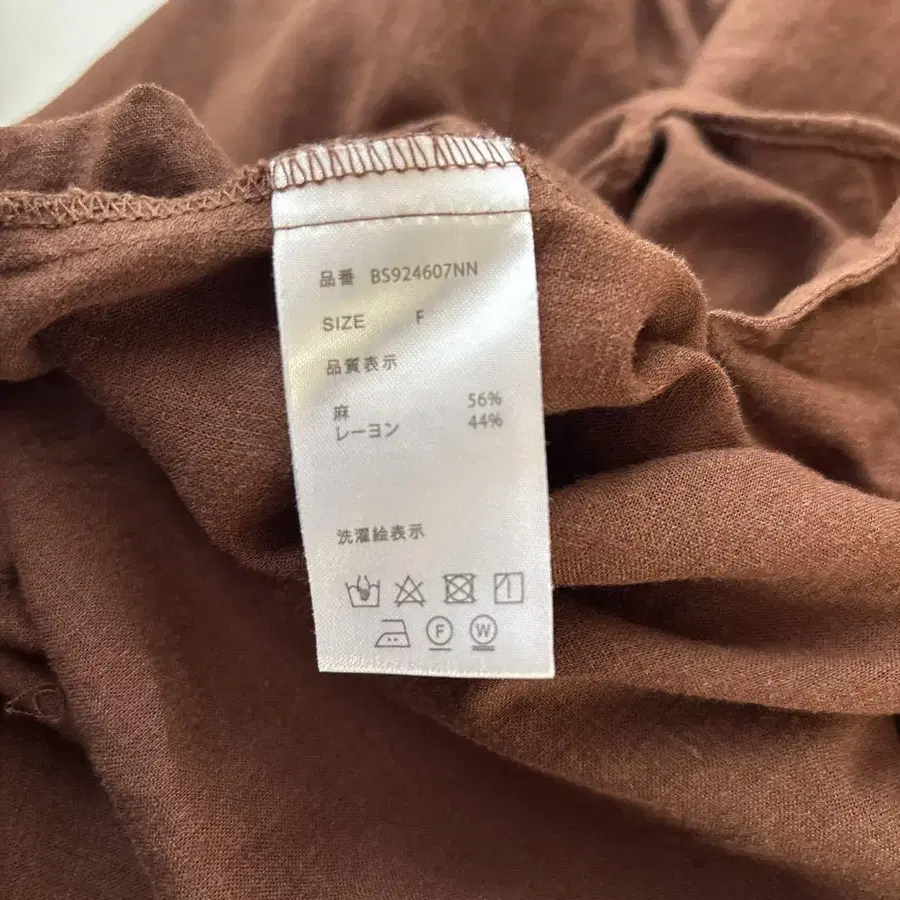 品番 BS924607NN
SIZE F
品質表示
麻 56%
レーヨン 44%
洗濯絵表示
F W